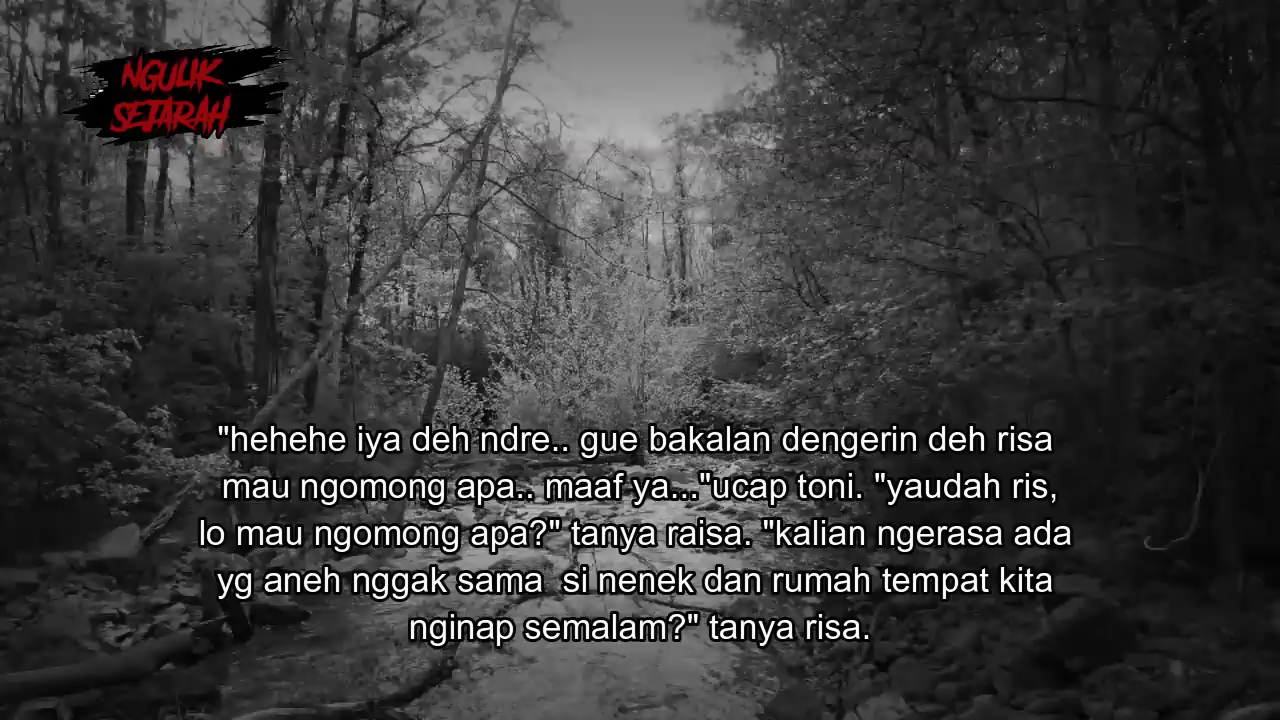 NGULIK
SEJARAH
"hehehe iya deh ndre.. gue bakalan dengerin deh risa
mau ngomong apa.. maaf ya..."ucap toni. "yaudah ris,
lo mau ngomong apa?" tanya raisa. "kalian ngerasa ada
yg aneh nggak sama  si nenek dan rumah tempat kita
nginap semalam?" tanya risa.